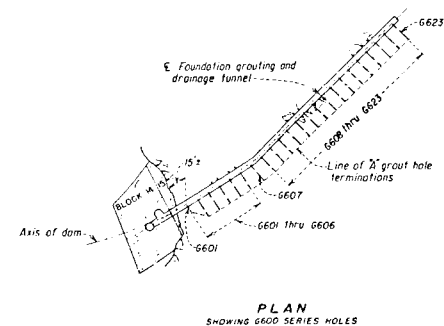 G623
℄ Foundation grouting and
drainage tunnel
G608 thru G623
15'±
BLOCK 14
15
Line of "A" grout hole
terminations
G607
G601 thru G606
Axis of dam
G601
PLAN
SHOWING G600 SERIES HOLES